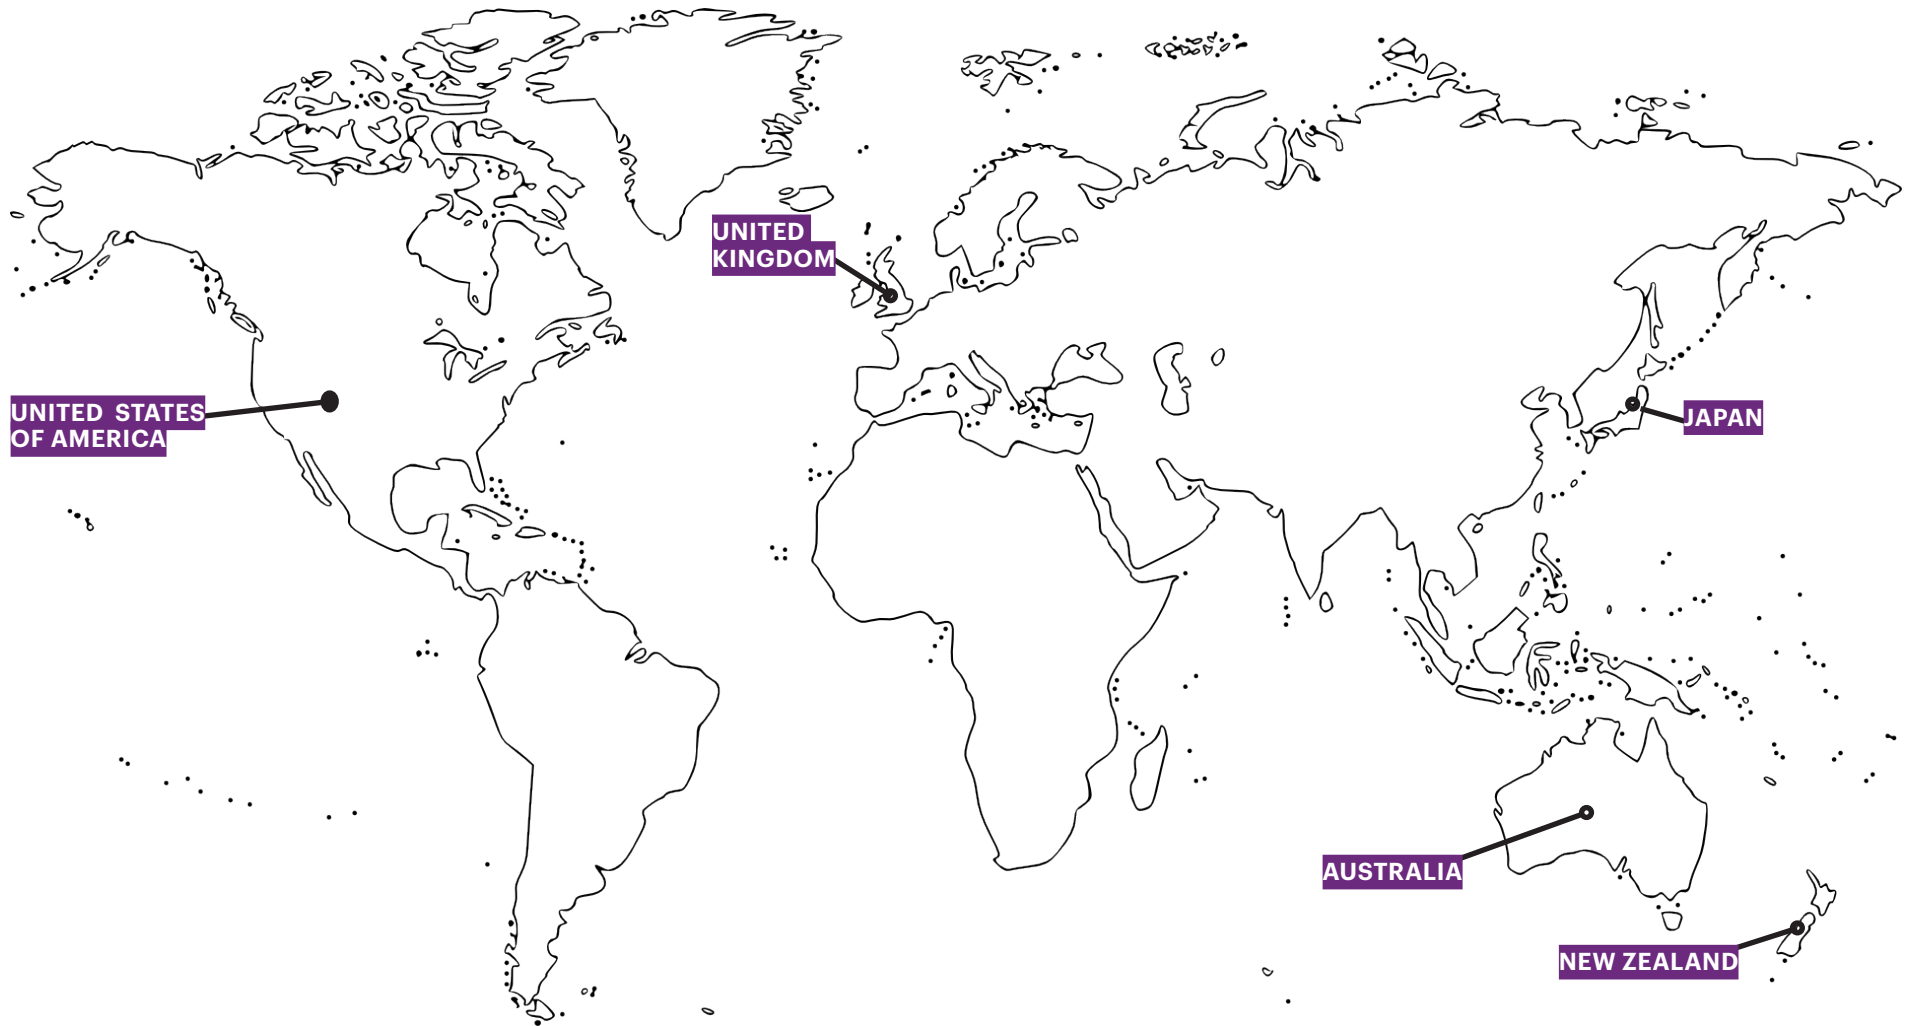 UNITED
KINGDOM
UNITED STATES
OF AMERICA
JAPAN
AUSTRALIA
NEW ZEALAND